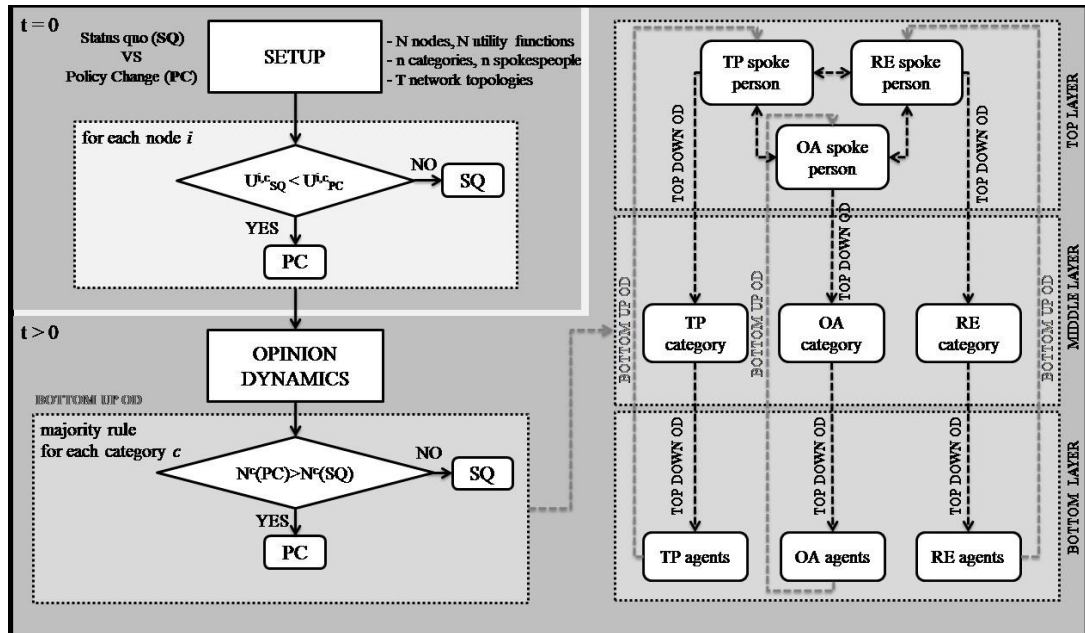 t = 0
Status quo (SQ)
VS
Policy Change (PC)
SETUP
- N nodes, N utility functions
- n categories, n spokespeople
- T network topologies
for each node i
U^{i,c}_{SQ} < U^{i,c}_{PC}
NO
SQ
YES
PC
t > 0
OPINION
DYNAMICS
BOTTOM UP OD
majority rule
for each category c
N^c(PC)>N^c(SQ)
NO
SQ
YES
PC
TP spoke
person
RE spoke
person
OA spoke
person
TOP DOWN OD
TOP DOWN OD
TOP DOWN OD
TOP LAYER
BOTTOM UP OD
BOTTOM UP OD
BOTTOM UP OD
TP
category
OA
category
RE
category
MIDDLE LAYER
TOP DOWN OD
TOP DOWN OD
TOP DOWN OD
TP agents
OA agents
RE agents
BOTTOM LAYER